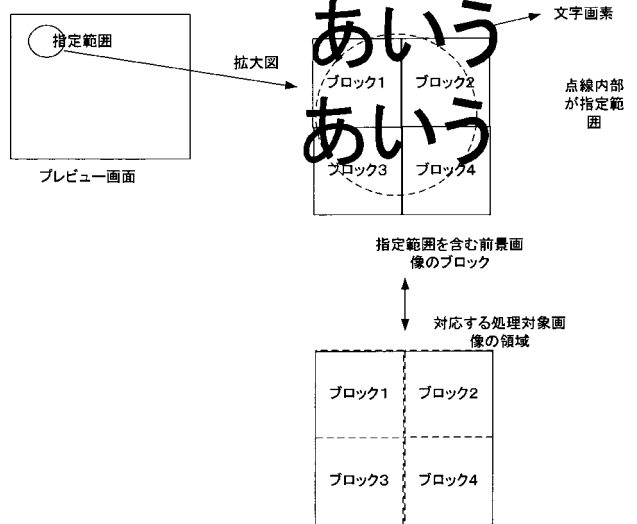 指定範囲
プレビュー画面
拡大図
あいう
文字画素
ブロック1
ブロック2
点線内部
が指定範
囲
あいう
ブロック3
ブロック4
指定範囲を含む前景画
像のブロック
対応する処理対象画
像の領域
ブロック1
ブロック2
ブロック3
ブロック4